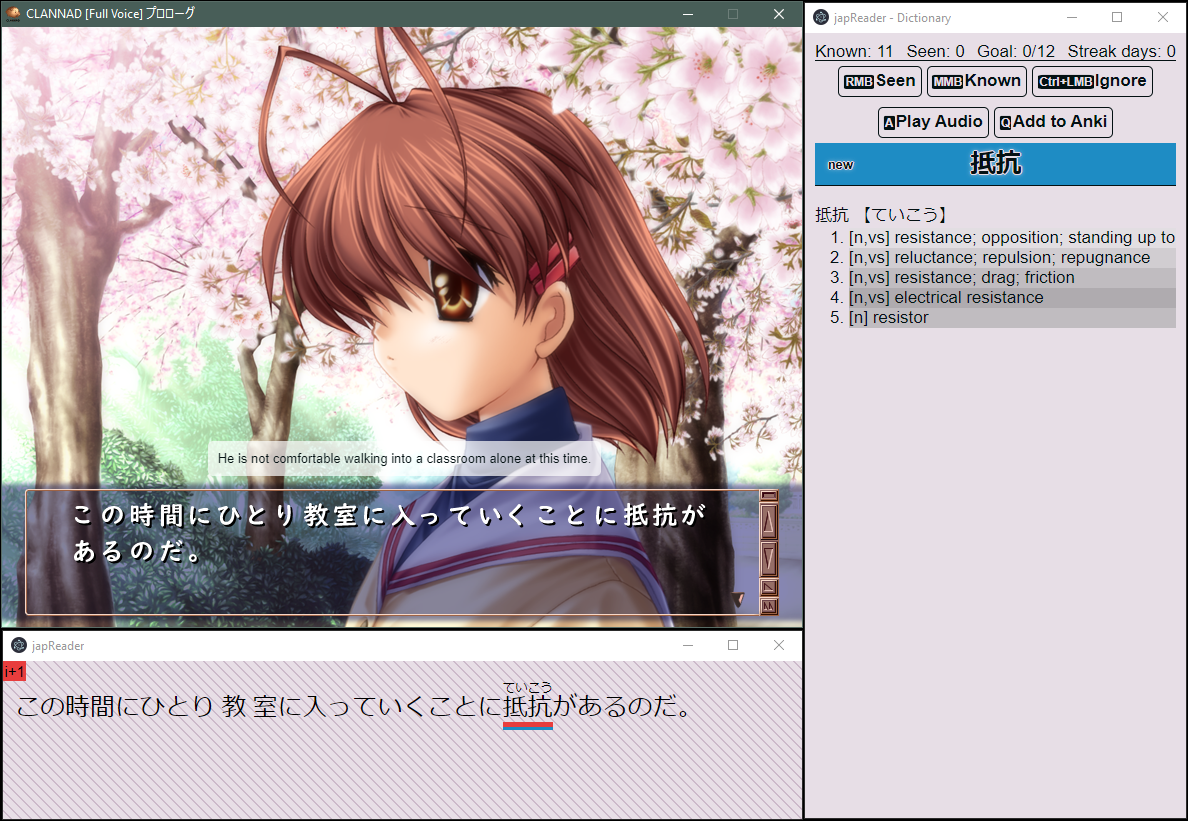 CLANNAD [Full Voice] プロローグ
He is not comfortable walking into a classroom alone at this time.
この時間にひとり教室に入っていくことに抵抗が
あるのだ。
japReader
i+1
ていこう
この時間にひとり 教 室に入っていくことに抵抗があるのだ。
japReader - Dictionary
Known: 11 Seen: 0 Goal: 0/12 Streak days: 0
RMB Seen MMB Known Ctrl+LMB Ignore
A Play Audio Q Add to Anki
new 抵抗
抵抗 【ていこう】
1. [n,vs] resistance; opposition; standing up to
2. [n,vs] reluctance; repulsion; repugnance
3. [n,vs] resistance; drag; friction
4. [n,vs] electrical resistance
5. [n] resistor